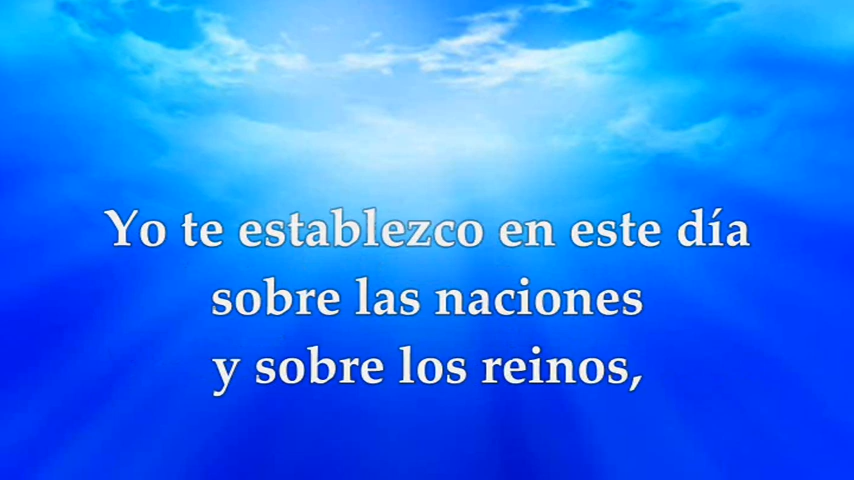 Yo te establezco en este día
sobre las naciones
y sobre los reinos,